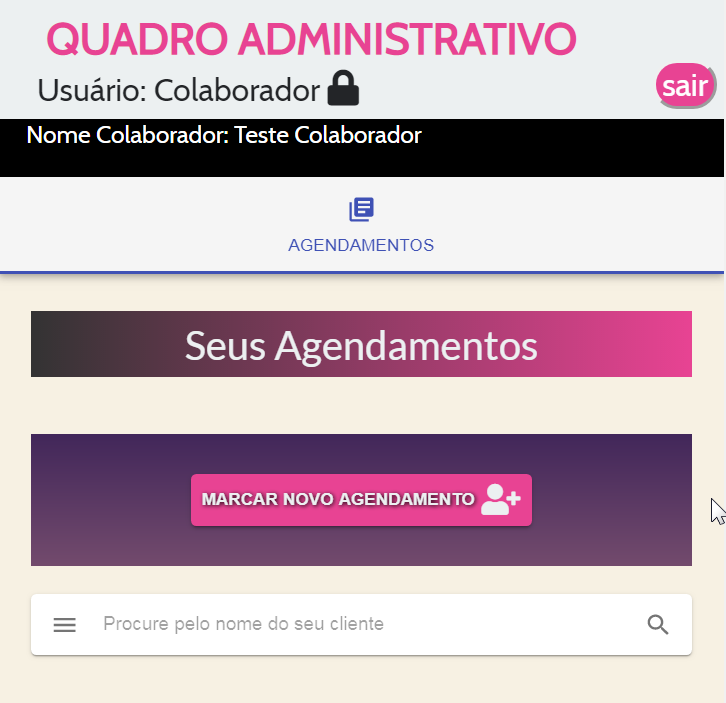 QUADRO ADMINISTRATIVO
Usuário: Colaborador
sair
Nome Colaborador: Teste Colaborador
AGENDAMENTOS
Seus Agendamentos
MARCAR NOVO AGENDAMENTO
Procure pelo nome do seu cliente